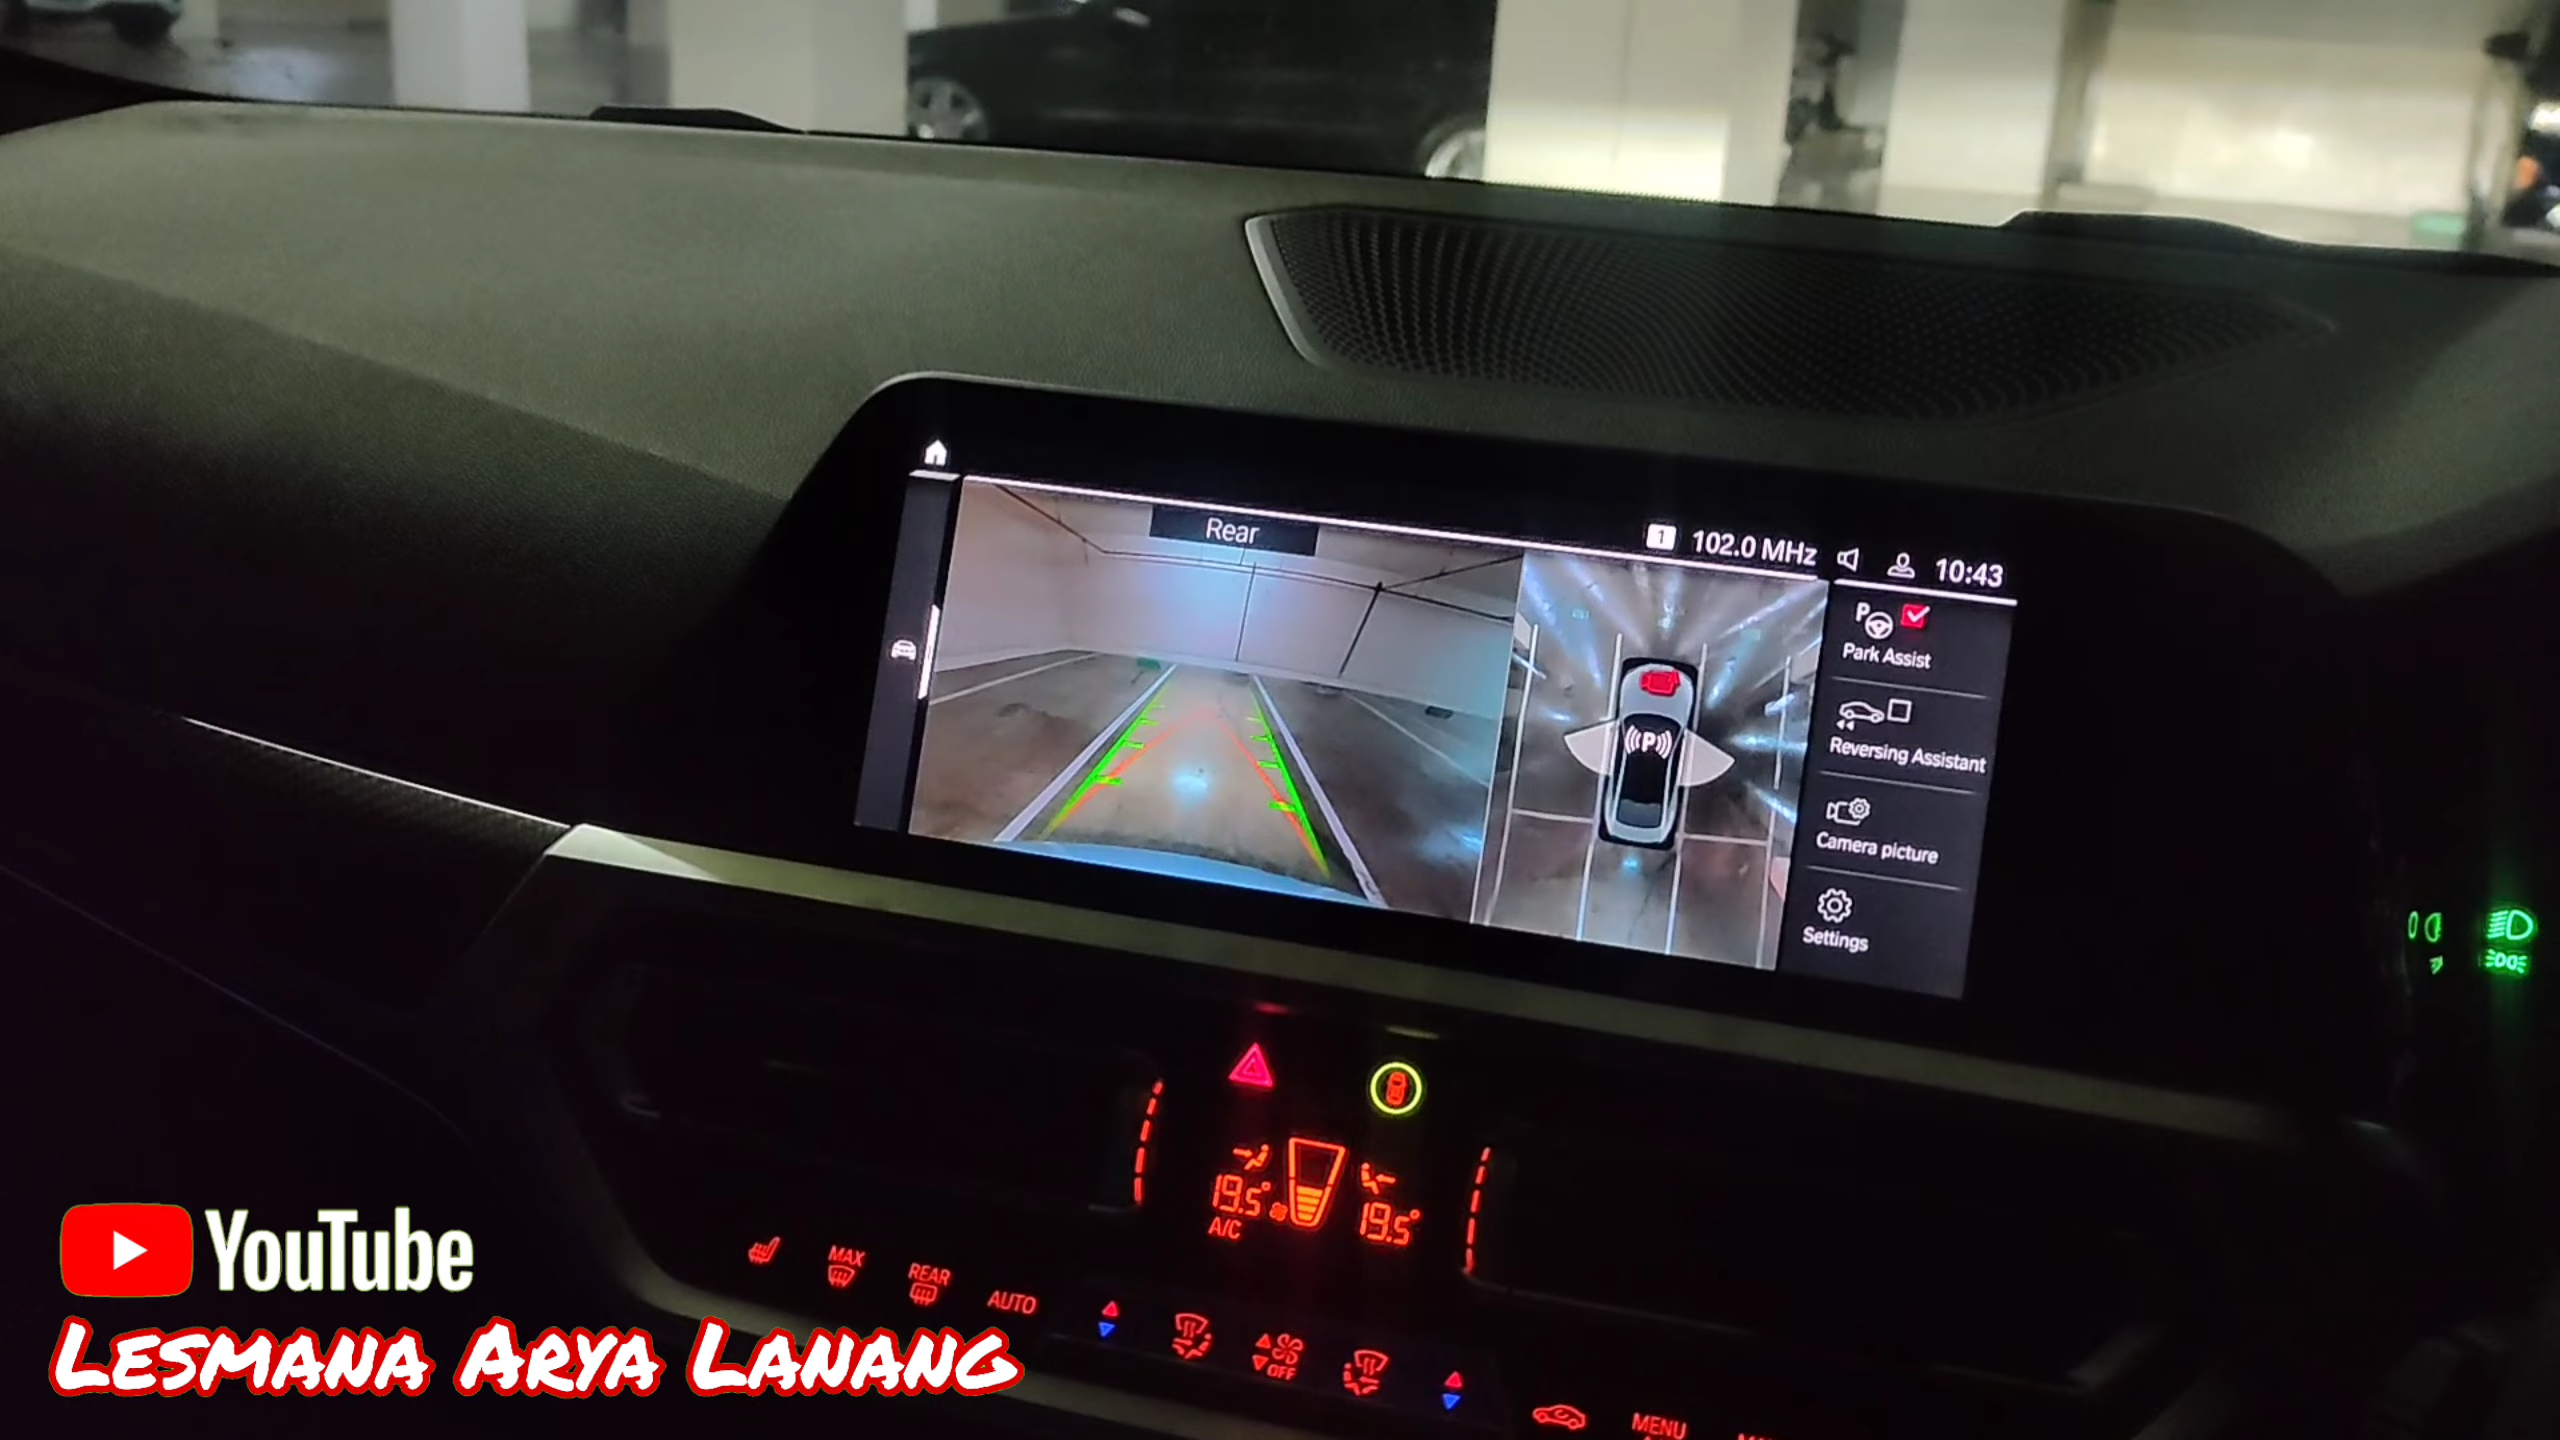 Rear
1 102.0 MHz 10:43
P
Park Assist
Reversing Assistant
Camera picture
Settings
P
19.5°
A/C
19.5°
MAX
REAR
AUTO
OFF
MENU
YouTube
Lesmana Arya Lanang